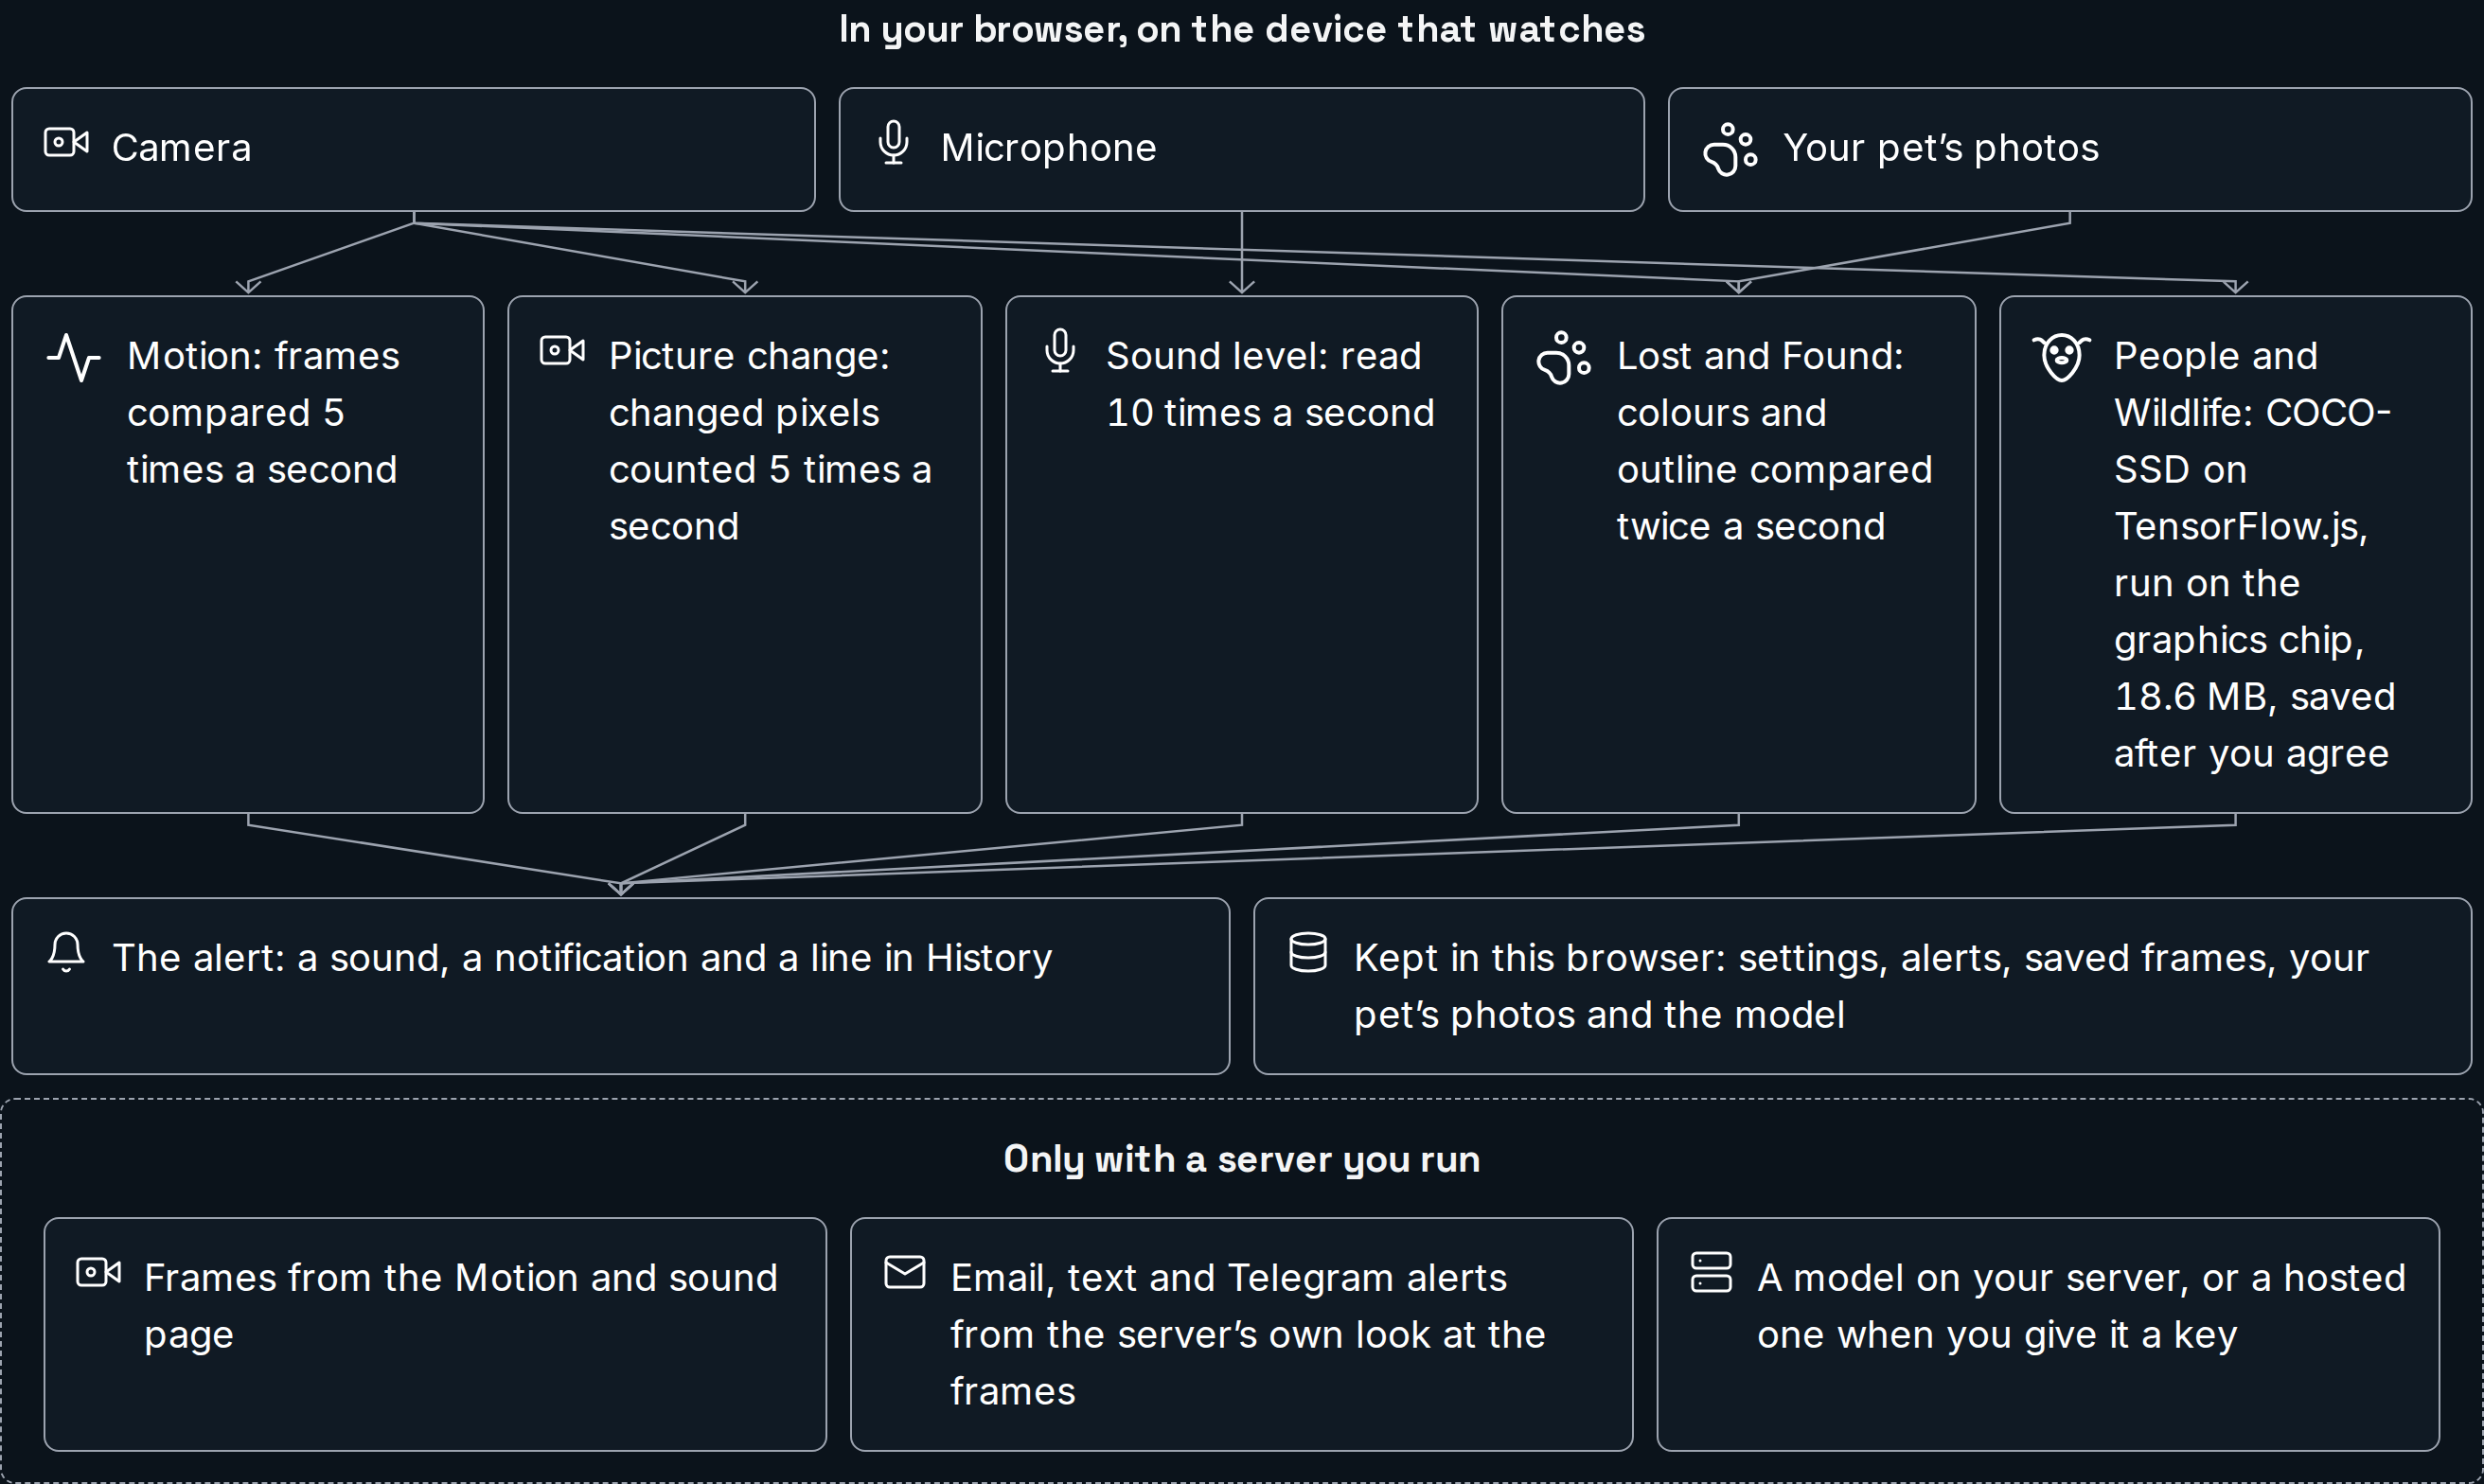 In your browser, on the device that watches
Camera
Microphone
Your pet’s photos
Motion: frames
compared 5
times a second
Picture change:
changed pixels
counted 5 times a
second
Sound level: read
10 times a second
Lost and Found:
colours and
outline compared
twice a second
People and
Wildlife: COCO-
SSD on
TensorFlow.js,
run on the
graphics chip,
18.6 MB, saved
after you agree
The alert: a sound, a notification and a line in History
Kept in this browser: settings, alerts, saved frames, your
pet’s photos and the model
Only with a server you run
Frames from the Motion and sound
page
Email, text and Telegram alerts
from the server’s own look at the
frames
A model on your server, or a hosted
one when you give it a key